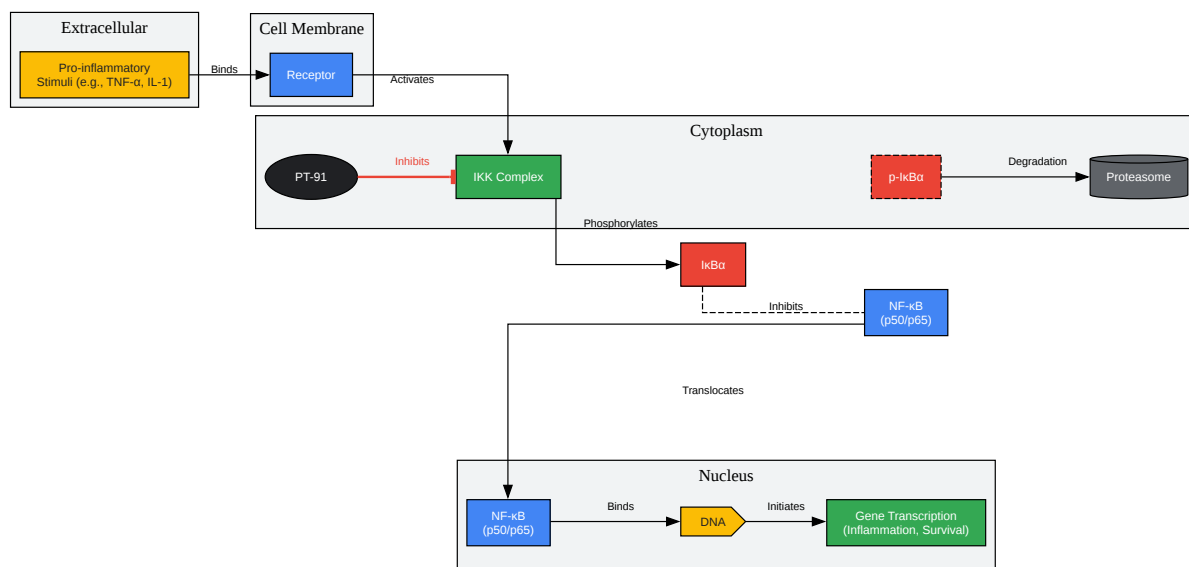 Extracellular
Cell Membrane
Pro-inflammatory
Stimuli (e.g., TNF-α, IL-1)
Binds
Receptor
Activates
Cytoplasm
PT-91
Inhibits
IKK Complex
p-IκBα
Degradation
Proteasome
Phosphorylates
IκBα
Inhibits
NF-κB
(p50/p65)
Translocates
Nucleus
NF-κB
(p50/p65)
Binds
DNA
Initiates
Gene Transcription
(Inflammation, Survival)